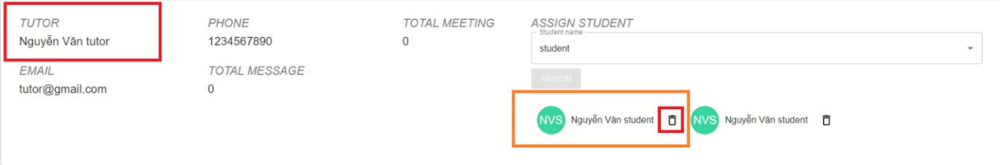 TUTOR
Nguyễn Văn tutor
PHONE
1234567890
TOTAL MEETING
0
ASSIGN STUDENT
Student name
student
EMAIL
tutor@gmail.com
TOTAL MESSAGE
0
ASSIGN
NVS Nguyễn Văn student
NVS Nguyễn Văn student